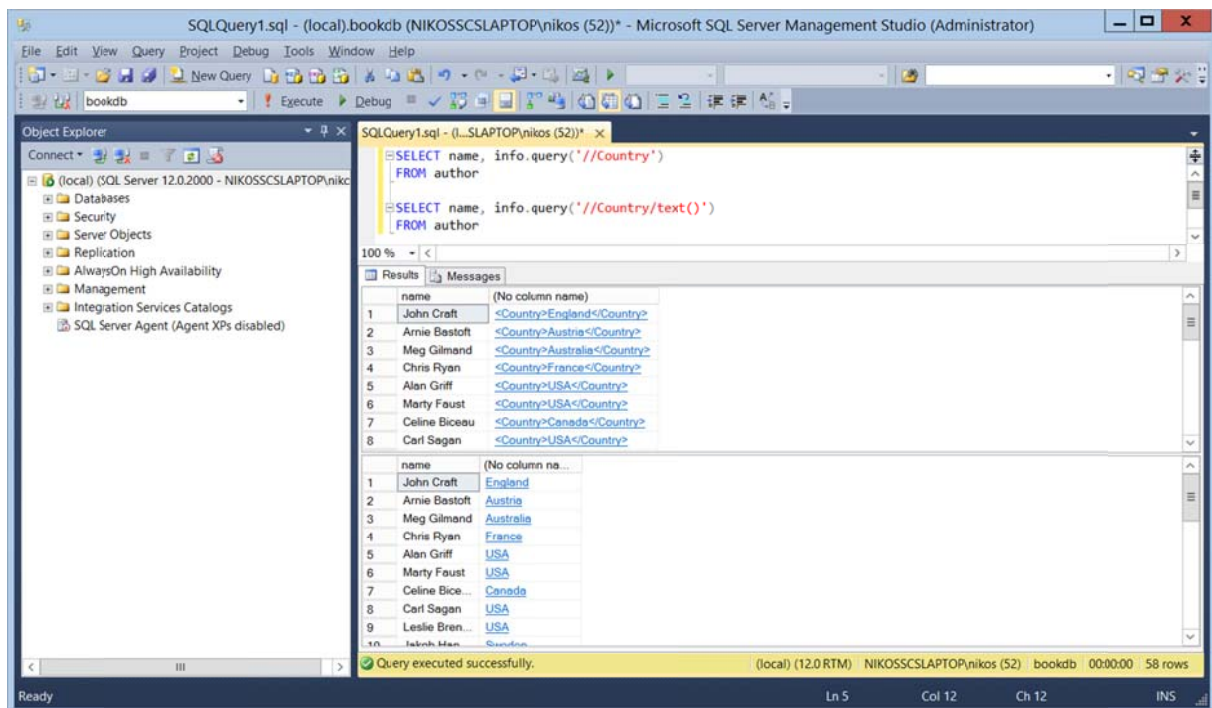 SQLQuery1.sql - (local).bookdb (NIKOSSCSLAPTOP\nikos (52))* - Microsoft SQL Server Management Studio (Administrator)
File Edit View Query Project Debug Tools Window Help
New Query
bookdb Execute Debug
Object Explorer
Connect
(local) (SQL Server 12.0.2000 - NIKOSSCSLAPTOP\nikc
Databases
Security
Server Objects
Replication
AlwaysOn High Availability
Management
Integration Services Catalogs
SQL Server Agent (Agent XPs disabled)
SQLQuery1.sql - (l...SLAPTOP\nikos (52))*
SELECT name, info.query('//Country')
FROM author
SELECT name, info.query('//Country/text()')
FROM author
100 %
Results Messages
name (No column name)
1 John Craft <Country>England</Country>
2 Arnie Bastoft <Country>Austria</Country>
3 Meg Gilmand <Country>Australia</Country>
4 Chris Ryan <Country>France</Country>
5 Alan Griff <Country>USA</Country>
6 Marty Faust <Country>USA</Country>
7 Celine Biceau <Country>Canada</Country>
8 Carl Sagan <Country>USA</Country>
name (No column na...
1 John Craft England
2 Arnie Bastoft Austria
3 Meg Gilmand Australia
4 Chris Ryan France
5 Alan Griff USA
6 Marty Faust USA
7 Celine Bice... Canada
8 Carl Sagan USA
9 Leslie Bren... USA
10 Jakob Han... Sweden
Query executed successfully. (local) (12.0 RTM) NIKOSSCSLAPTOP\nikos (52) bookdb 00:00:00 58 rows
Ready Ln 5 Col 12 Ch 12 INS